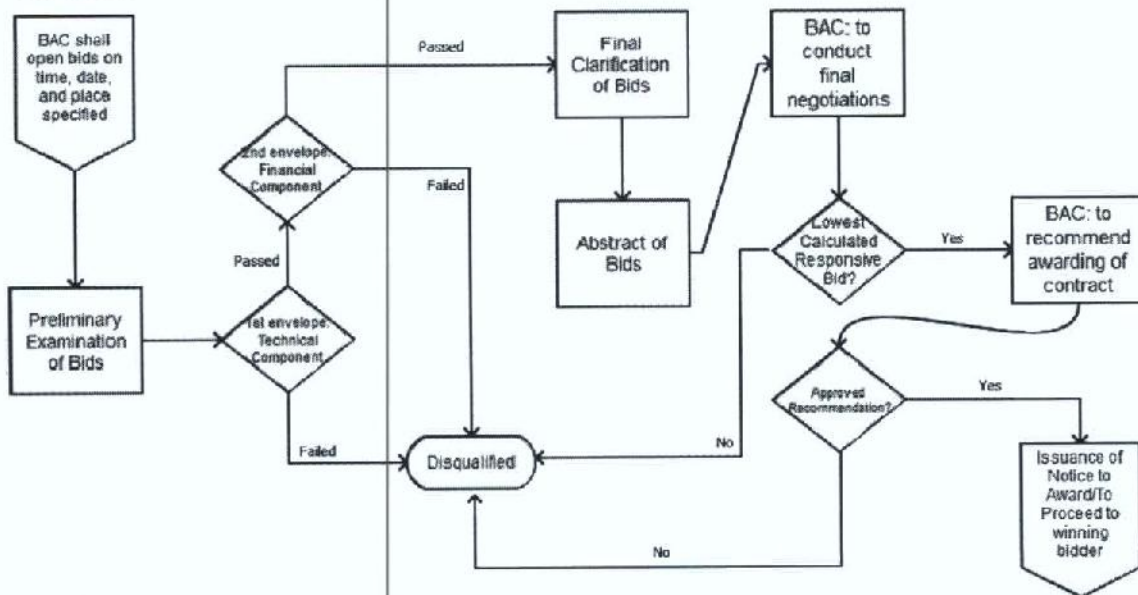 BAC shall
open bids on
time, date,
and place
specified
Preliminary
Examination
of Bids
1st envelope:
Technical
Component
Passed
Failed
2nd envelope:
Financial
Component
Passed
Failed
Final
Clarification
of Bids
Abstract of
Bids
BAC: to
conduct
final
negotiations
Lowest
Calculated
Responsive
Bid?
Yes
No
BAC: to
recommend
awarding of
contract
Approved
Recommendation?
Yes
No
Disqualified
Issuance of
Notice to
Award/To
Proceed to
winning
bidder